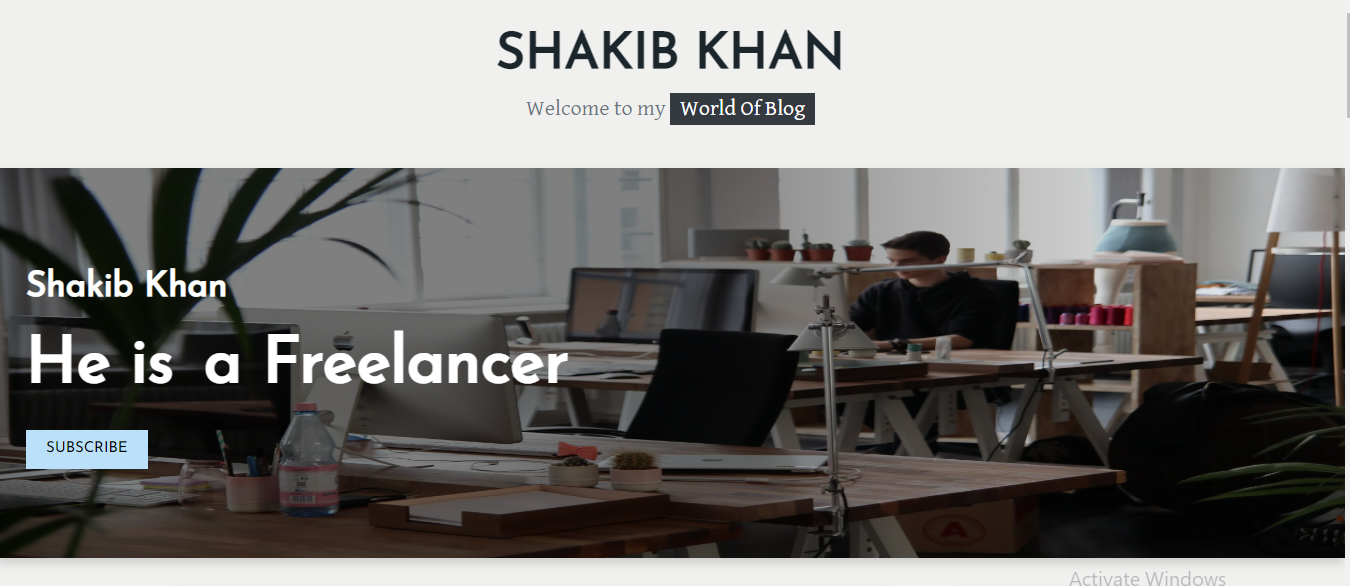 SHAKIB KHAN
Welcome to my World Of Blog
Shakib Khan
He is a Freelancer
SUBSCRIBE
A
Activate Windows